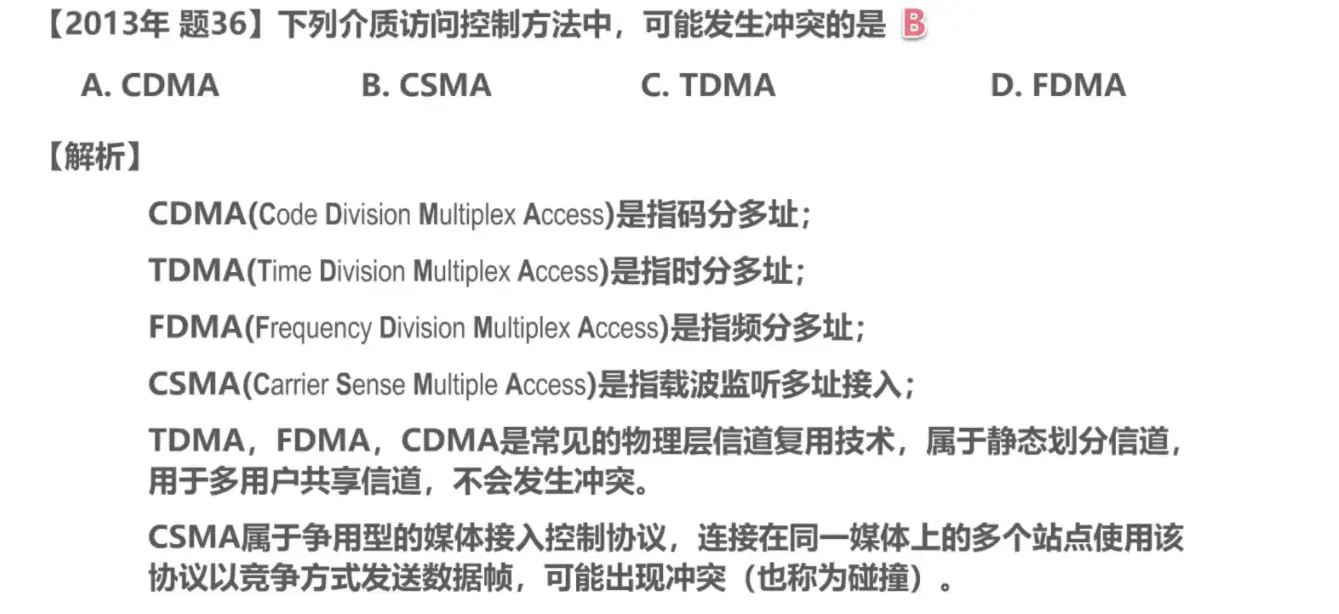 【2013年 题36】下列介质访问控制方法中，可能发生冲突的是 B
A. CDMA B. CSMA C. TDMA D. FDMA
【解析】
CDMA(Code Division Multiplex Access)是指码分多址；
TDMA(Time Division Multiplex Access)是指时分多址；
FDMA(Frequency Division Multiplex Access)是指频分多址；
CSMA(Carrier Sense Multiple Access)是指载波监听多址接入；
TDMA，FDMA，CDMA是常见的物理层信道复用技术，属于静态划分信道，
用于多用户共享信道，不会发生冲突。
CSMA属于争用型的媒体接入控制协议，连接在同一媒体上的多个站点使用该
协议以竞争方式发送数据帧，可能出现冲突（也称为碰撞）。